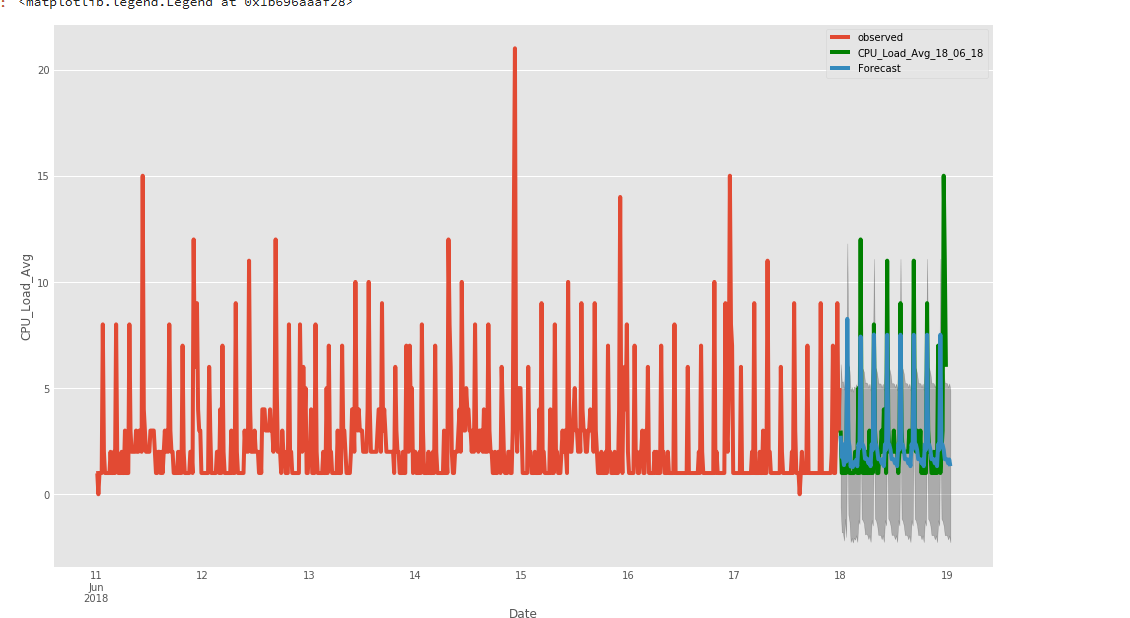 : <matplotlib.legend.Legend at 0x1b696aaaf28>
observed
CPU_Load_Avg_18_06_18
Forecast
20
15
10
5
0
CPU_Load_Avg
11 12 13 14 15 16 17 18 19
Jun
2018
Date